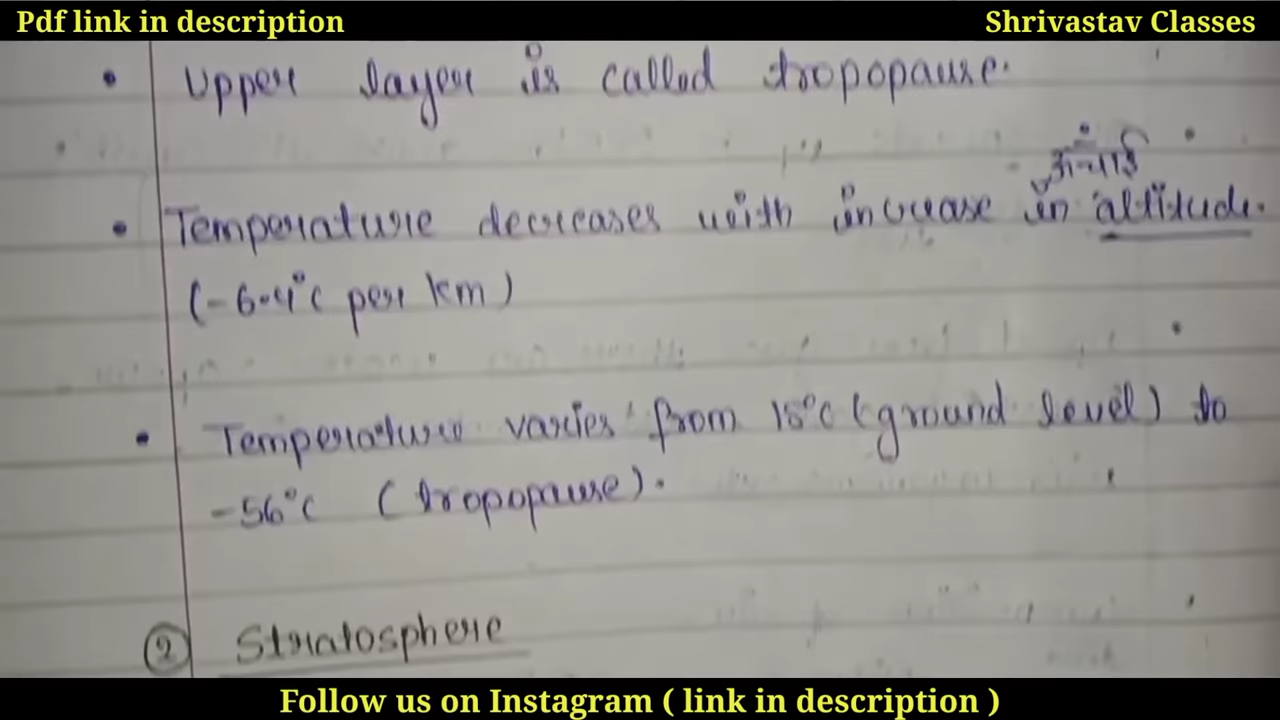 Pdf link in description
Shrivastav Classes
• Upper layer is called tropopause.
ऊंचाई
• Temperature decreases with increase in altitude.
(-6.4°C per km)
• Temperature varies from 15°C (ground level) to
-56°C (tropopause).
② Stratosphere
Follow us on Instagram ( link in description )